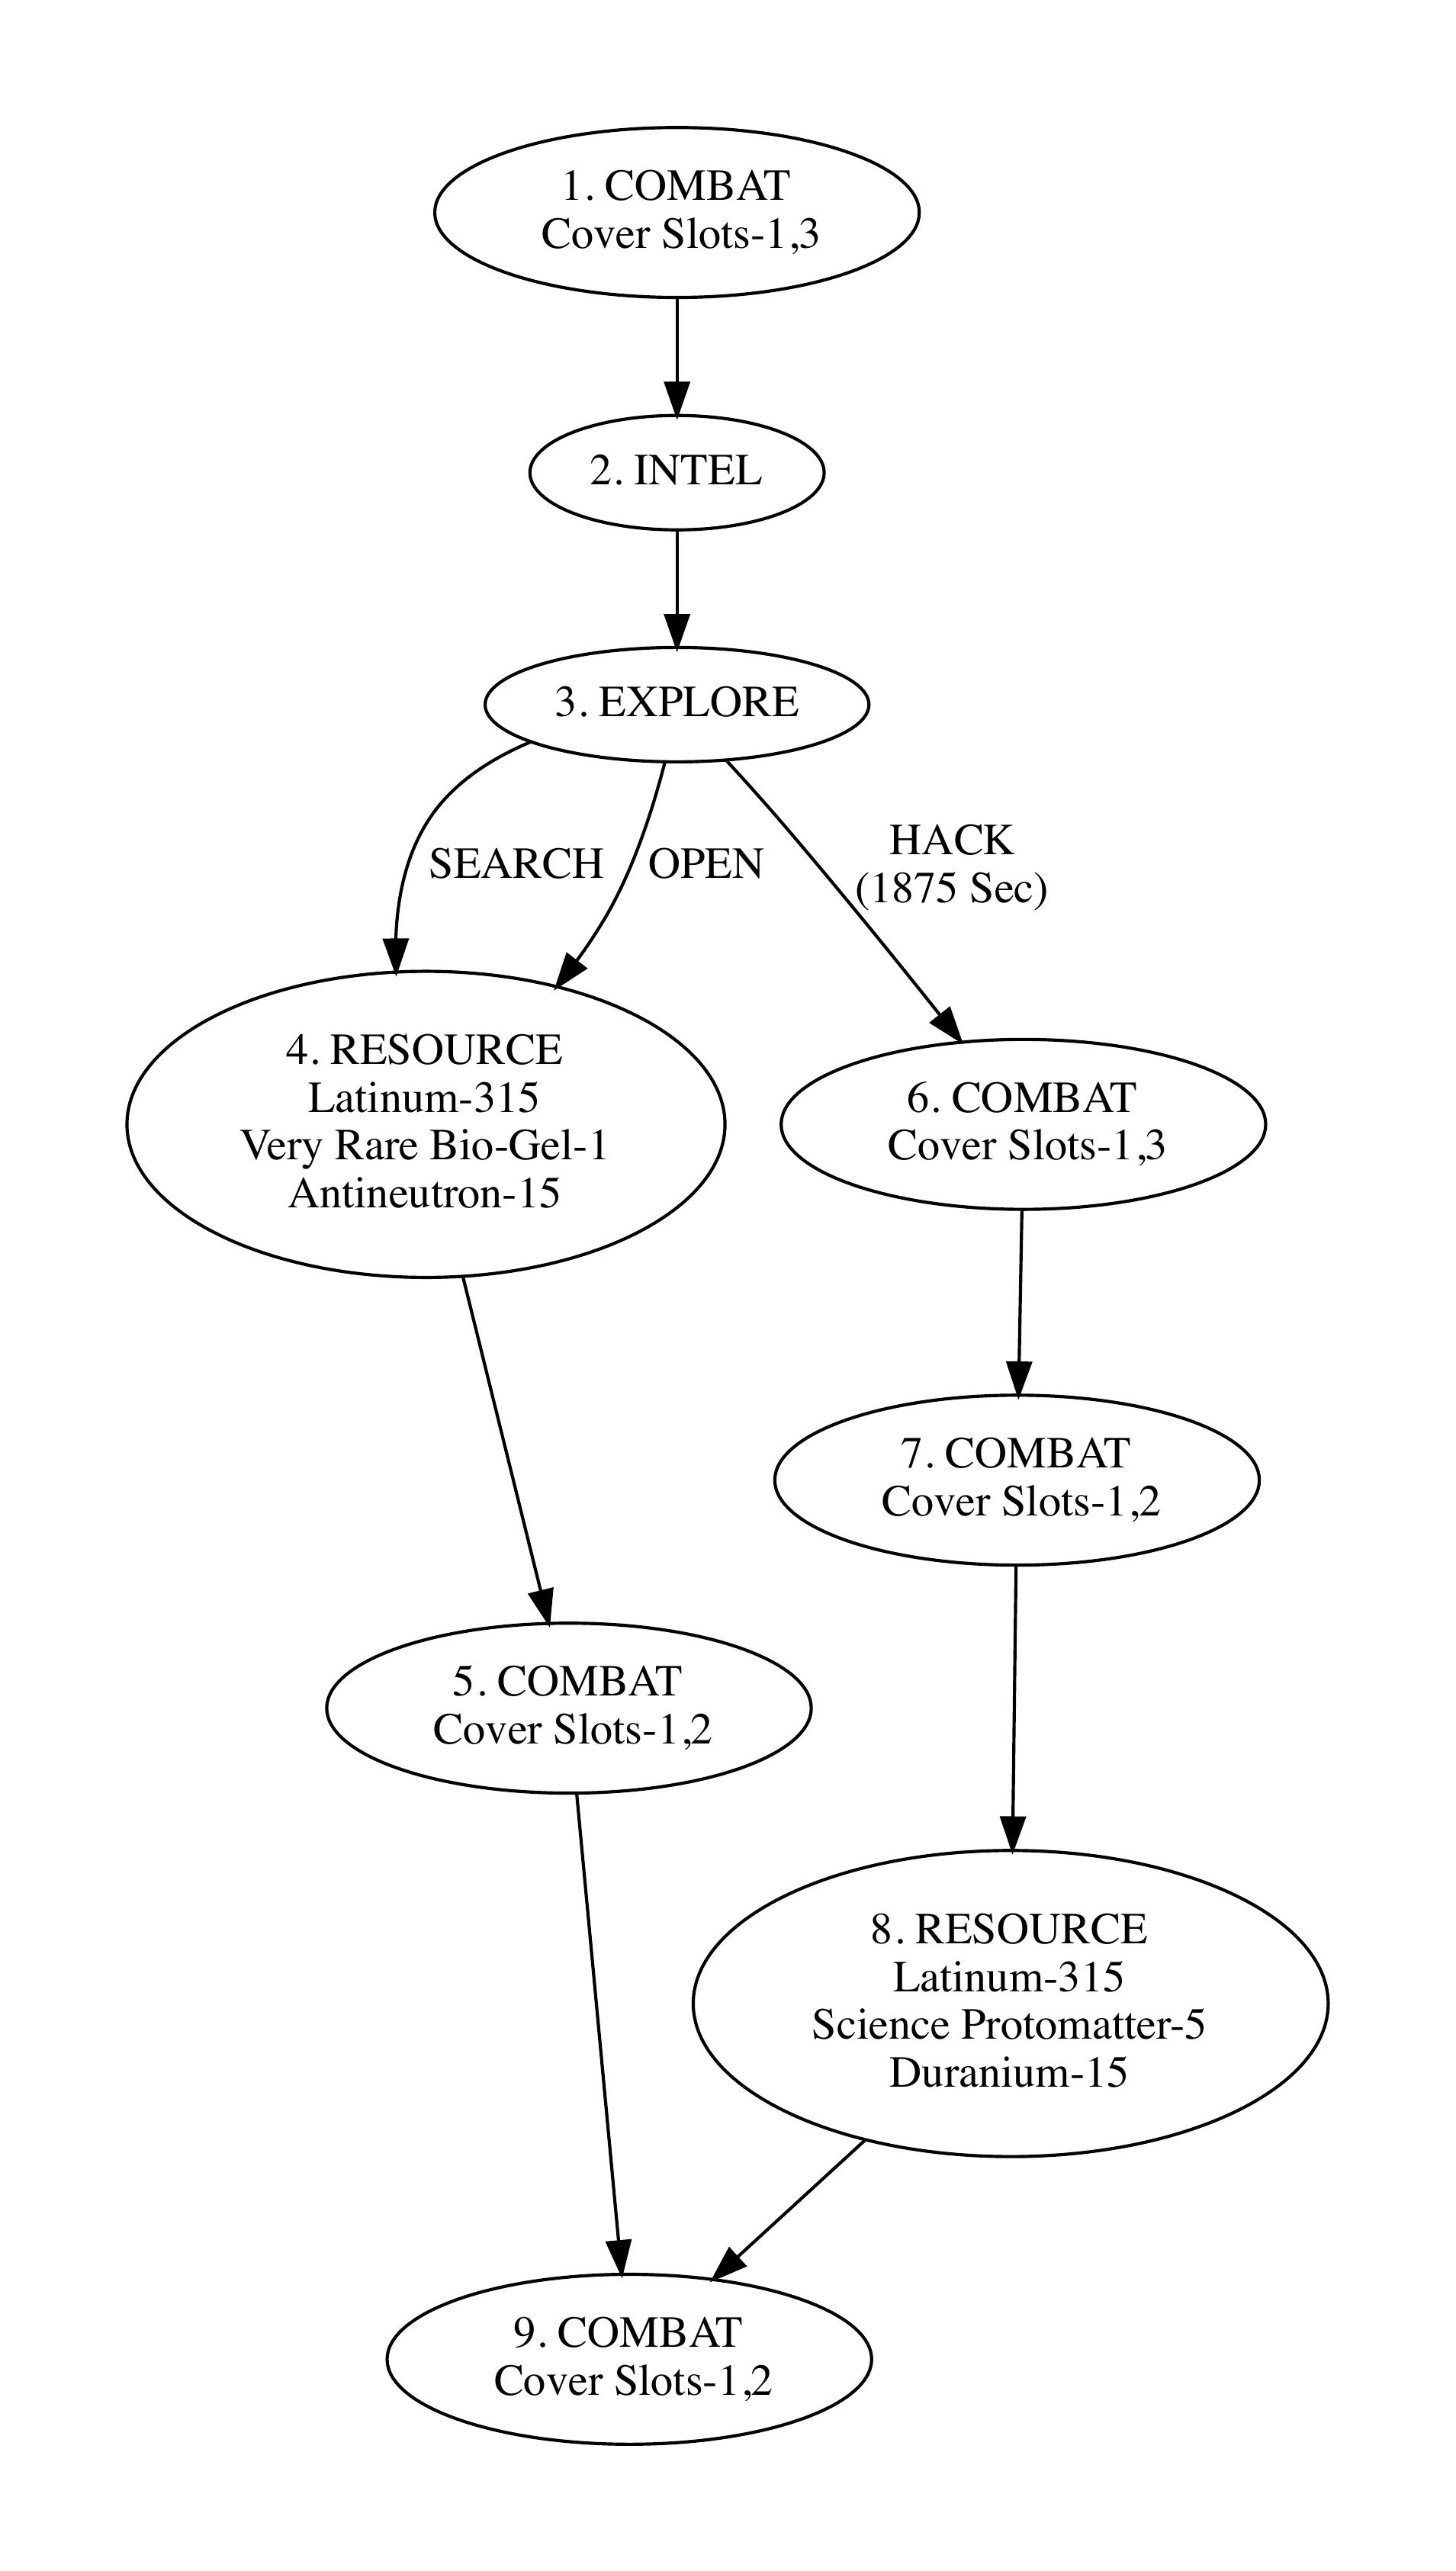 1. COMBAT
Cover Slots-1,3
2. INTEL
3. EXPLORE
SEARCH
OPEN
HACK
(1875 Sec)
4. RESOURCE
Latinum-315
Very Rare Bio-Gel-1
Antineutron-15
6. COMBAT
Cover Slots-1,3
7. COMBAT
Cover Slots-1,2
5. COMBAT
Cover Slots-1,2
8. RESOURCE
Latinum-315
Science Protomatter-5
Duranium-15
9. COMBAT
Cover Slots-1,2